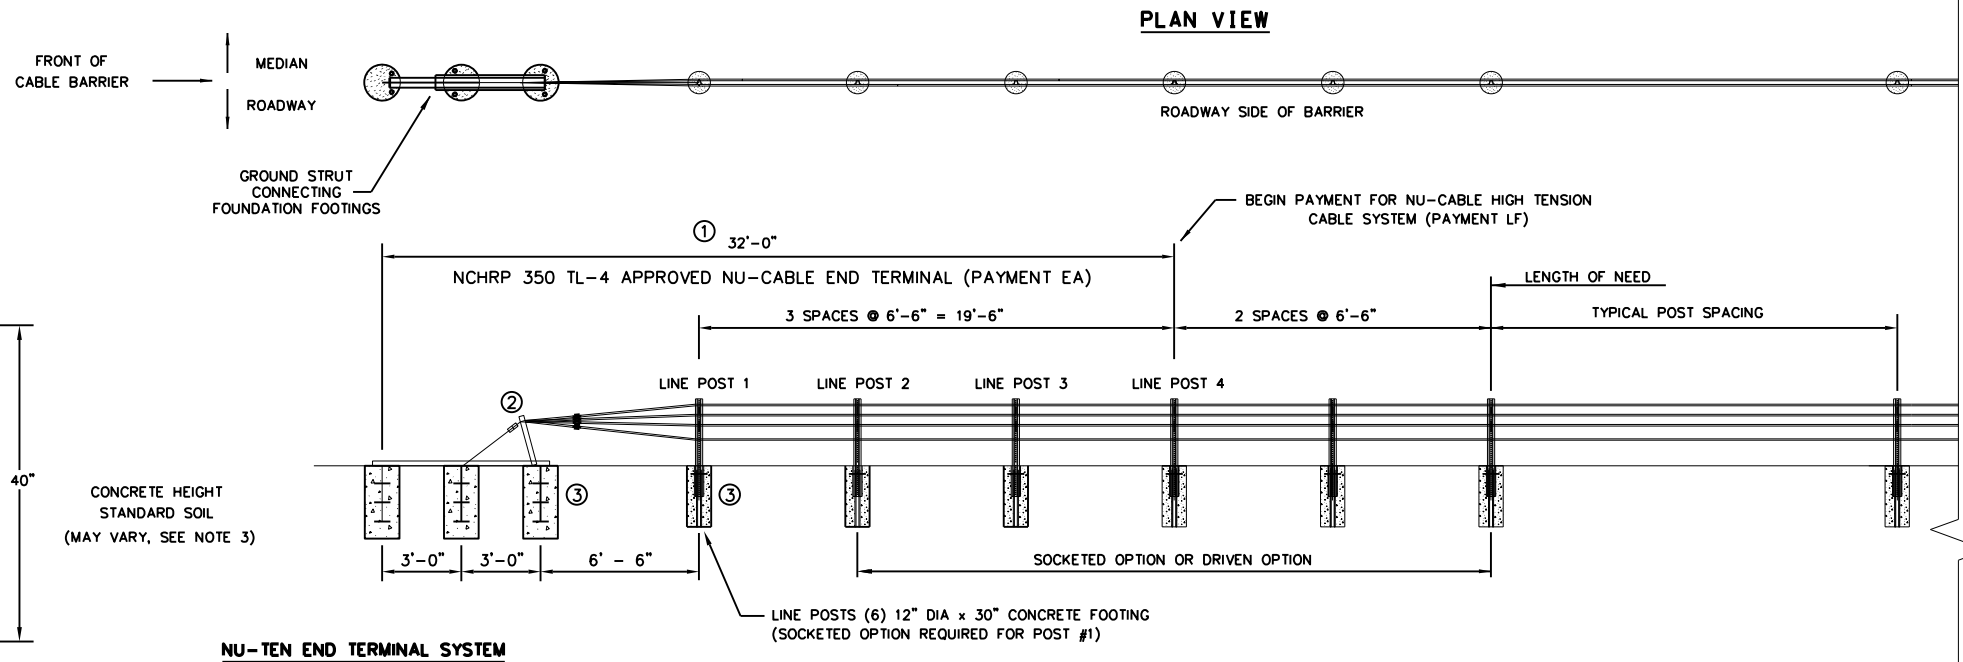 PLAN VIEW
FRONT OF
CABLE BARRIER
MEDIAN
ROADWAY
ROADWAY SIDE OF BARRIER
GROUND STRUT
CONNECTING
FOUNDATION FOOTINGS
BEGIN PAYMENT FOR NU-CABLE HIGH TENSION
CABLE SYSTEM (PAYMENT LF)
① 32'-0"
NCHRP 350 TL-4 APPROVED NU-CABLE END TERMINAL (PAYMENT EA)
LENGTH OF NEED
3 SPACES @ 6'-6" = 19'-6"
2 SPACES @ 6'-6"
TYPICAL POST SPACING
LINE POST 1
LINE POST 2
LINE POST 3
LINE POST 4
②
40"
CONCRETE HEIGHT
STANDARD SOIL
(MAY VARY, SEE NOTE 3)
③
③
3'-0"
3'-0"
6' - 6"
SOCKETED OPTION OR DRIVEN OPTION
LINE POSTS (6) 12" DIA x 30" CONCRETE FOOTING
(SOCKETED OPTION REQUIRED FOR POST #1)
NU-TEN END TERMINAL SYSTEM